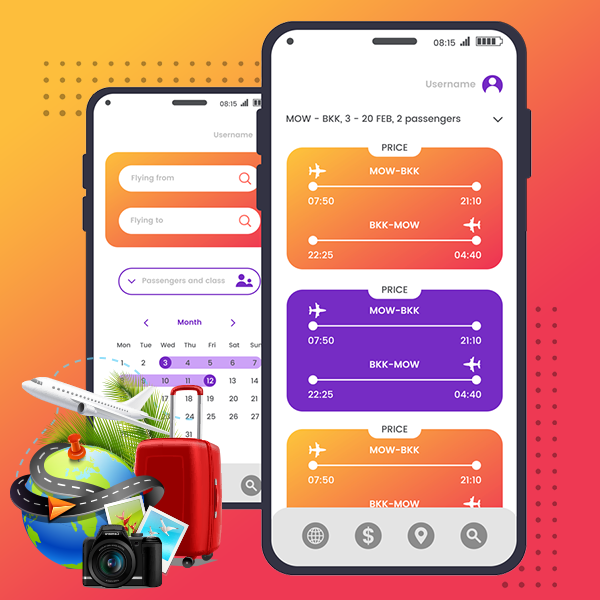 08:15
Username
Flying from
Flying to
Passengers and class
Month
Mon Tue Wed Thu Fri Sat Sun
1 2 3 4 5 6 7
9 10 11 12 13 14
17 18 19 20 21
24 25 26 27 28
31
08:15
Username
MOW - BKK, 3 - 20 FEB, 2 passengers
PRICE
MOW-BKK
07:50 21:10
BKK-MOW
22:25 04:40
PRICE
MOW-BKK
07:50 21:10
BKK-MOW
22:25 04:40
PRICE
MOW-BKK
07:50 21:10
BKK-MOW
$